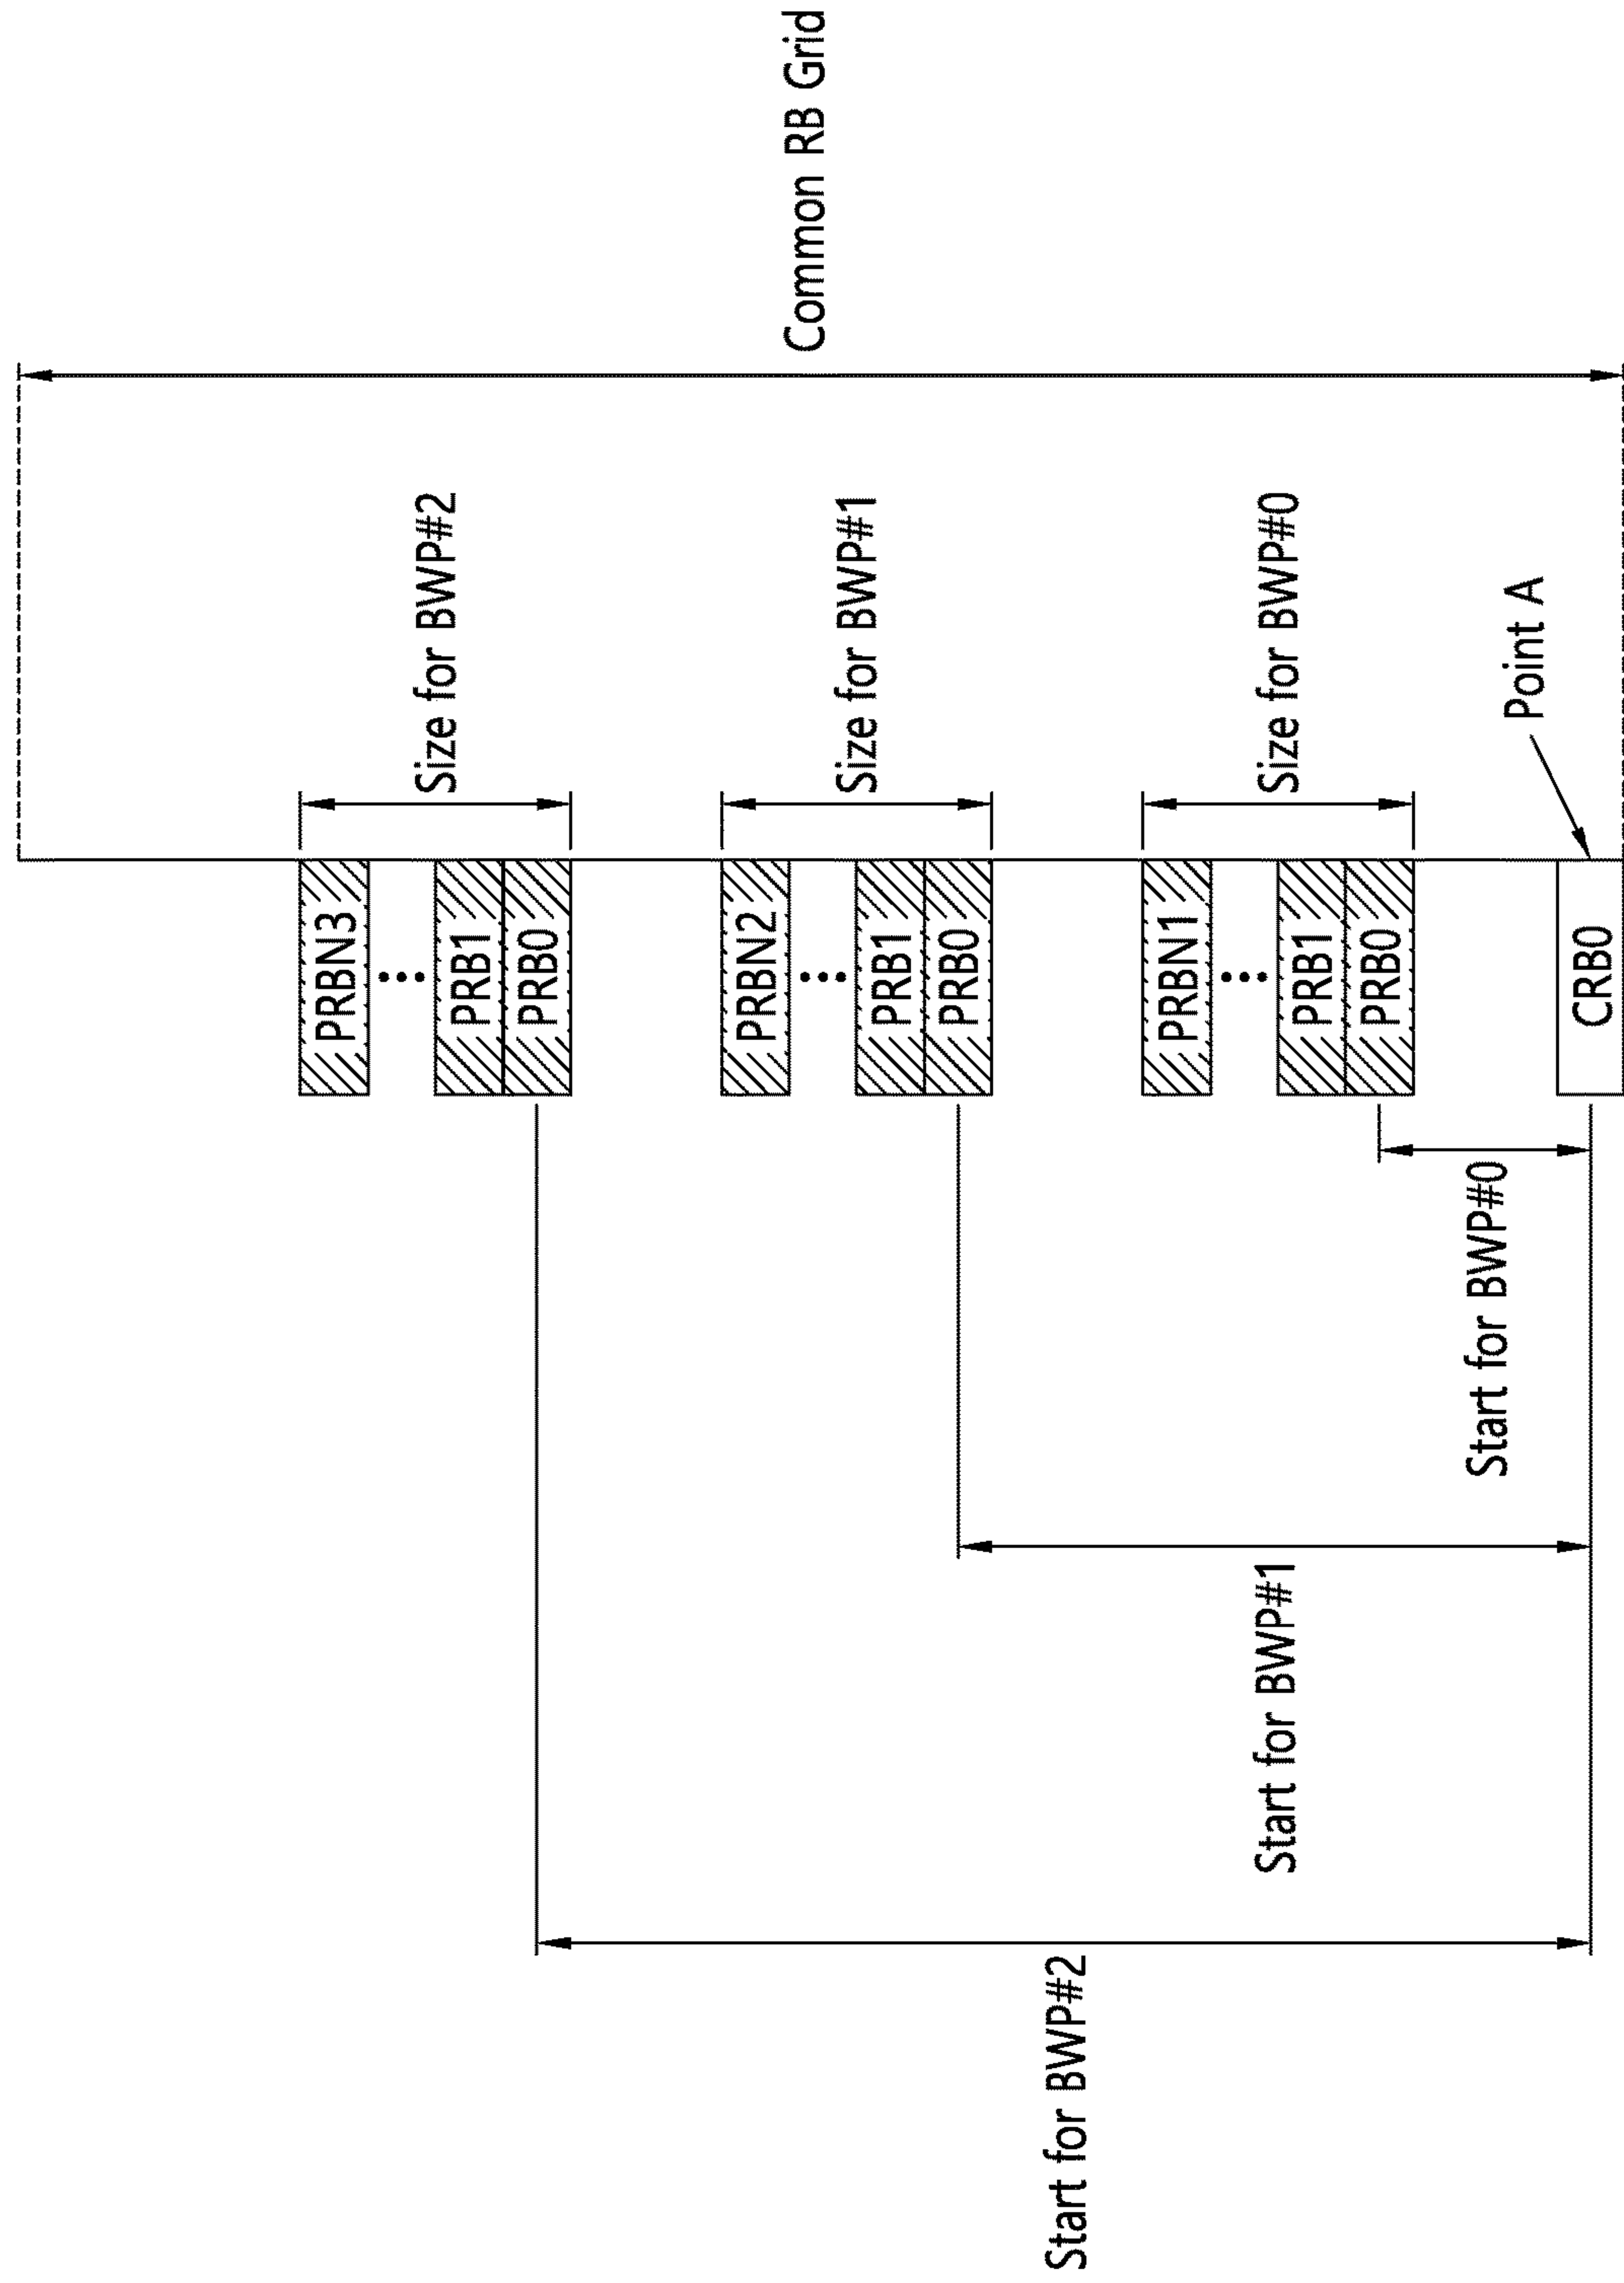 Common RB Grid
Size for BWP#0
Size for BWP#1
Size for BWP#2
Point A
CRB0
PRB0
PRB1
...
PRBN1
PRB0
PRB1
...
PRBN2
PRB0
PRB1
...
PRBN3
Start for BWP#0
Start for BWP#1
Start for BWP#2